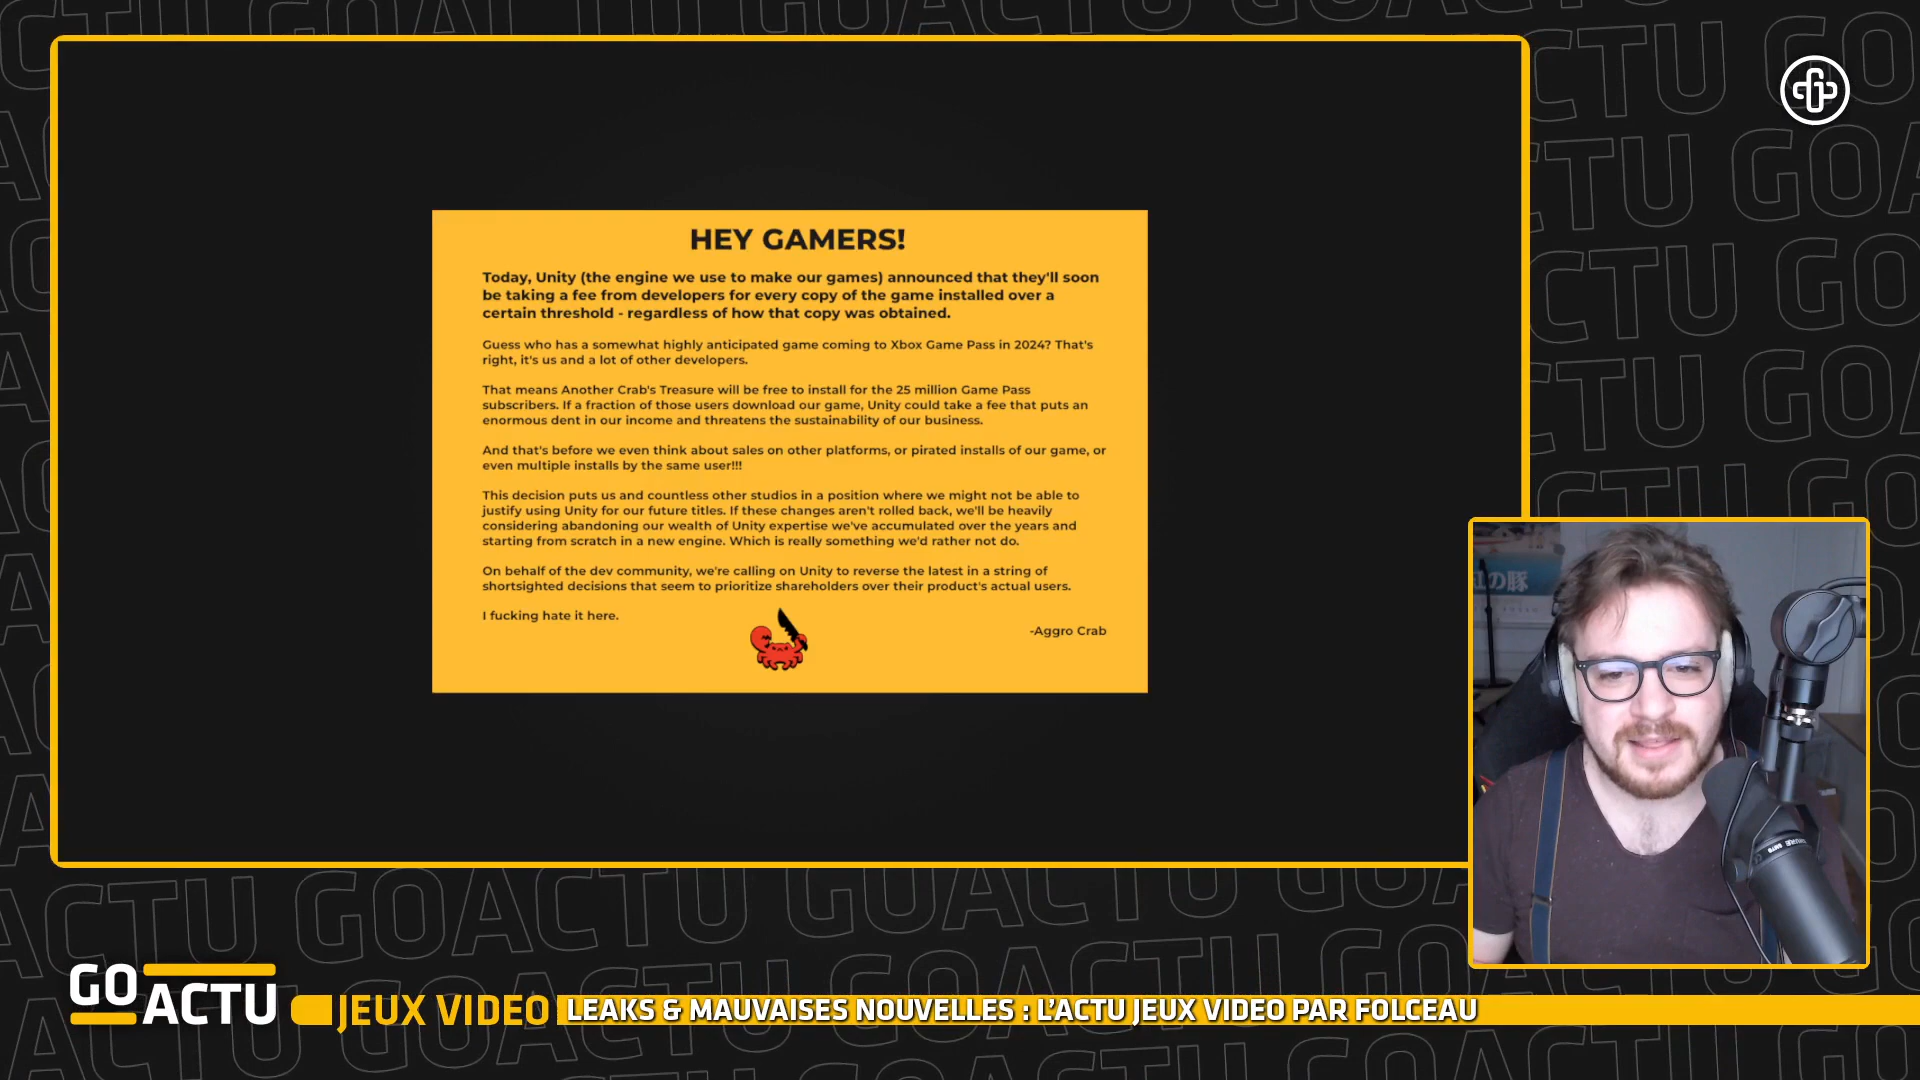 HEY GAMERS!
Today, Unity (the engine we use to make our games) announced that they'll soon
be taking a fee from developers for every copy of the game installed over a
certain threshold - regardless of how that copy was obtained.
Guess who has a somewhat highly anticipated game coming to Xbox Game Pass in 2024? That's
right, it's us and a lot of other developers.
That means Another Crab's Treasure will be free to install for the 25 million Game Pass
subscribers. If a fraction of those users download our game, Unity could take a fee that puts an
enormous dent in our income and threatens the sustainability of our business.
And that's before we even think about sales on other platforms, or pirated installs of our game, or
even multiple installs by the same user!!!
This decision puts us and countless other studios in a position where we might not be able to
justify using Unity for our future titles. If these changes aren't rolled back, we'll be heavily
considering abandoning our wealth of Unity expertise we've accumulated over the years and
starting from scratch in a new engine. Which is really something we'd rather not do.
On behalf of the dev community, we're calling on Unity to reverse the latest in a string of
shortsighted decisions that seem to prioritize shareholders over their product's actual users.
I fucking hate it here.
-Aggro Crab
の豚
SHURE SM7B
GO
ACTU
JEUX VIDEO
LEAKS & MAUVAISES NOUVELLES : L'ACTU JEUX VIDEO PAR FOLCEAU